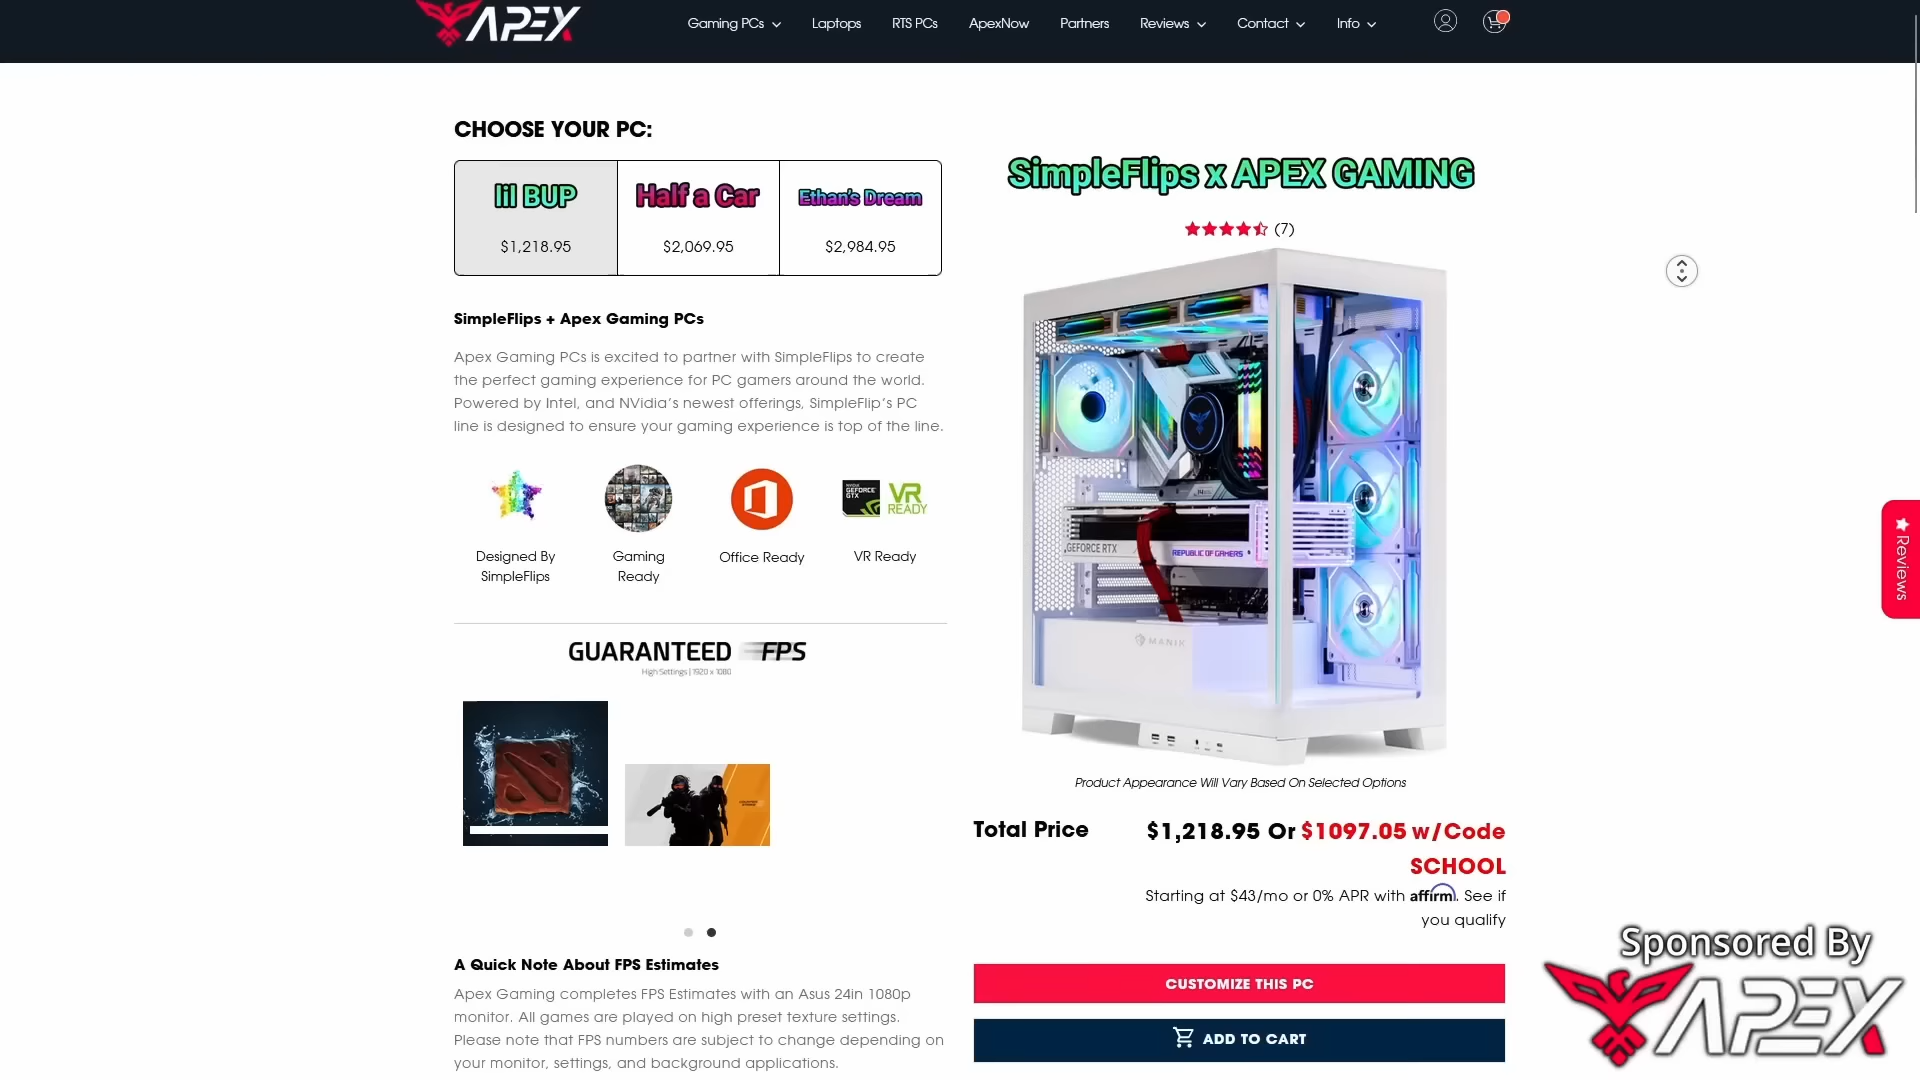 APEX
Gaming PCs
Laptops
RTS PCs
ApexNow
Partners
Reviews
Contact
Info
CHOOSE YOUR PC:
lil BUP
$1,218.95
Half a Car
$2,069.95
Ethan's Dream
$2,984.95
SimpleFlips + Apex Gaming PCs
Apex Gaming PCs is excited to partner with SimpleFlips to create
the perfect gaming experience for PC gamers around the world.
Powered by Intel, and NVidia's newest offerings, SimpleFlip's PC
line is designed to ensure your gaming experience is top of the line.
Designed By
SimpleFlips
Gaming
Ready
Office Ready
GEFORCE
GTX
VR
READY
VR Ready
GUARANTEED FPS
High Settings | 1920 x 1080
A Quick Note About FPS Estimates
Apex Gaming completes FPS Estimates with an Asus 24in 1080p
monitor. All games are played on high preset texture settings.
Please note that FPS numbers are subject to change depending on
your monitor, settings, and background applications.
SimpleFlips x APEX GAMING
(7)
GEFORCE RTX
REPUBLIC OF GAMERS
MANIK
Product Appearance Will Vary Based On Selected Options
Total Price
$1,218.95 Or $1097.05 w/Code
SCHOOL
Starting at $43/mo or 0% APR with affirm. See if
you qualify
CUSTOMIZE THIS PC
ADD TO CART
Reviews
Sponsored By
APEX